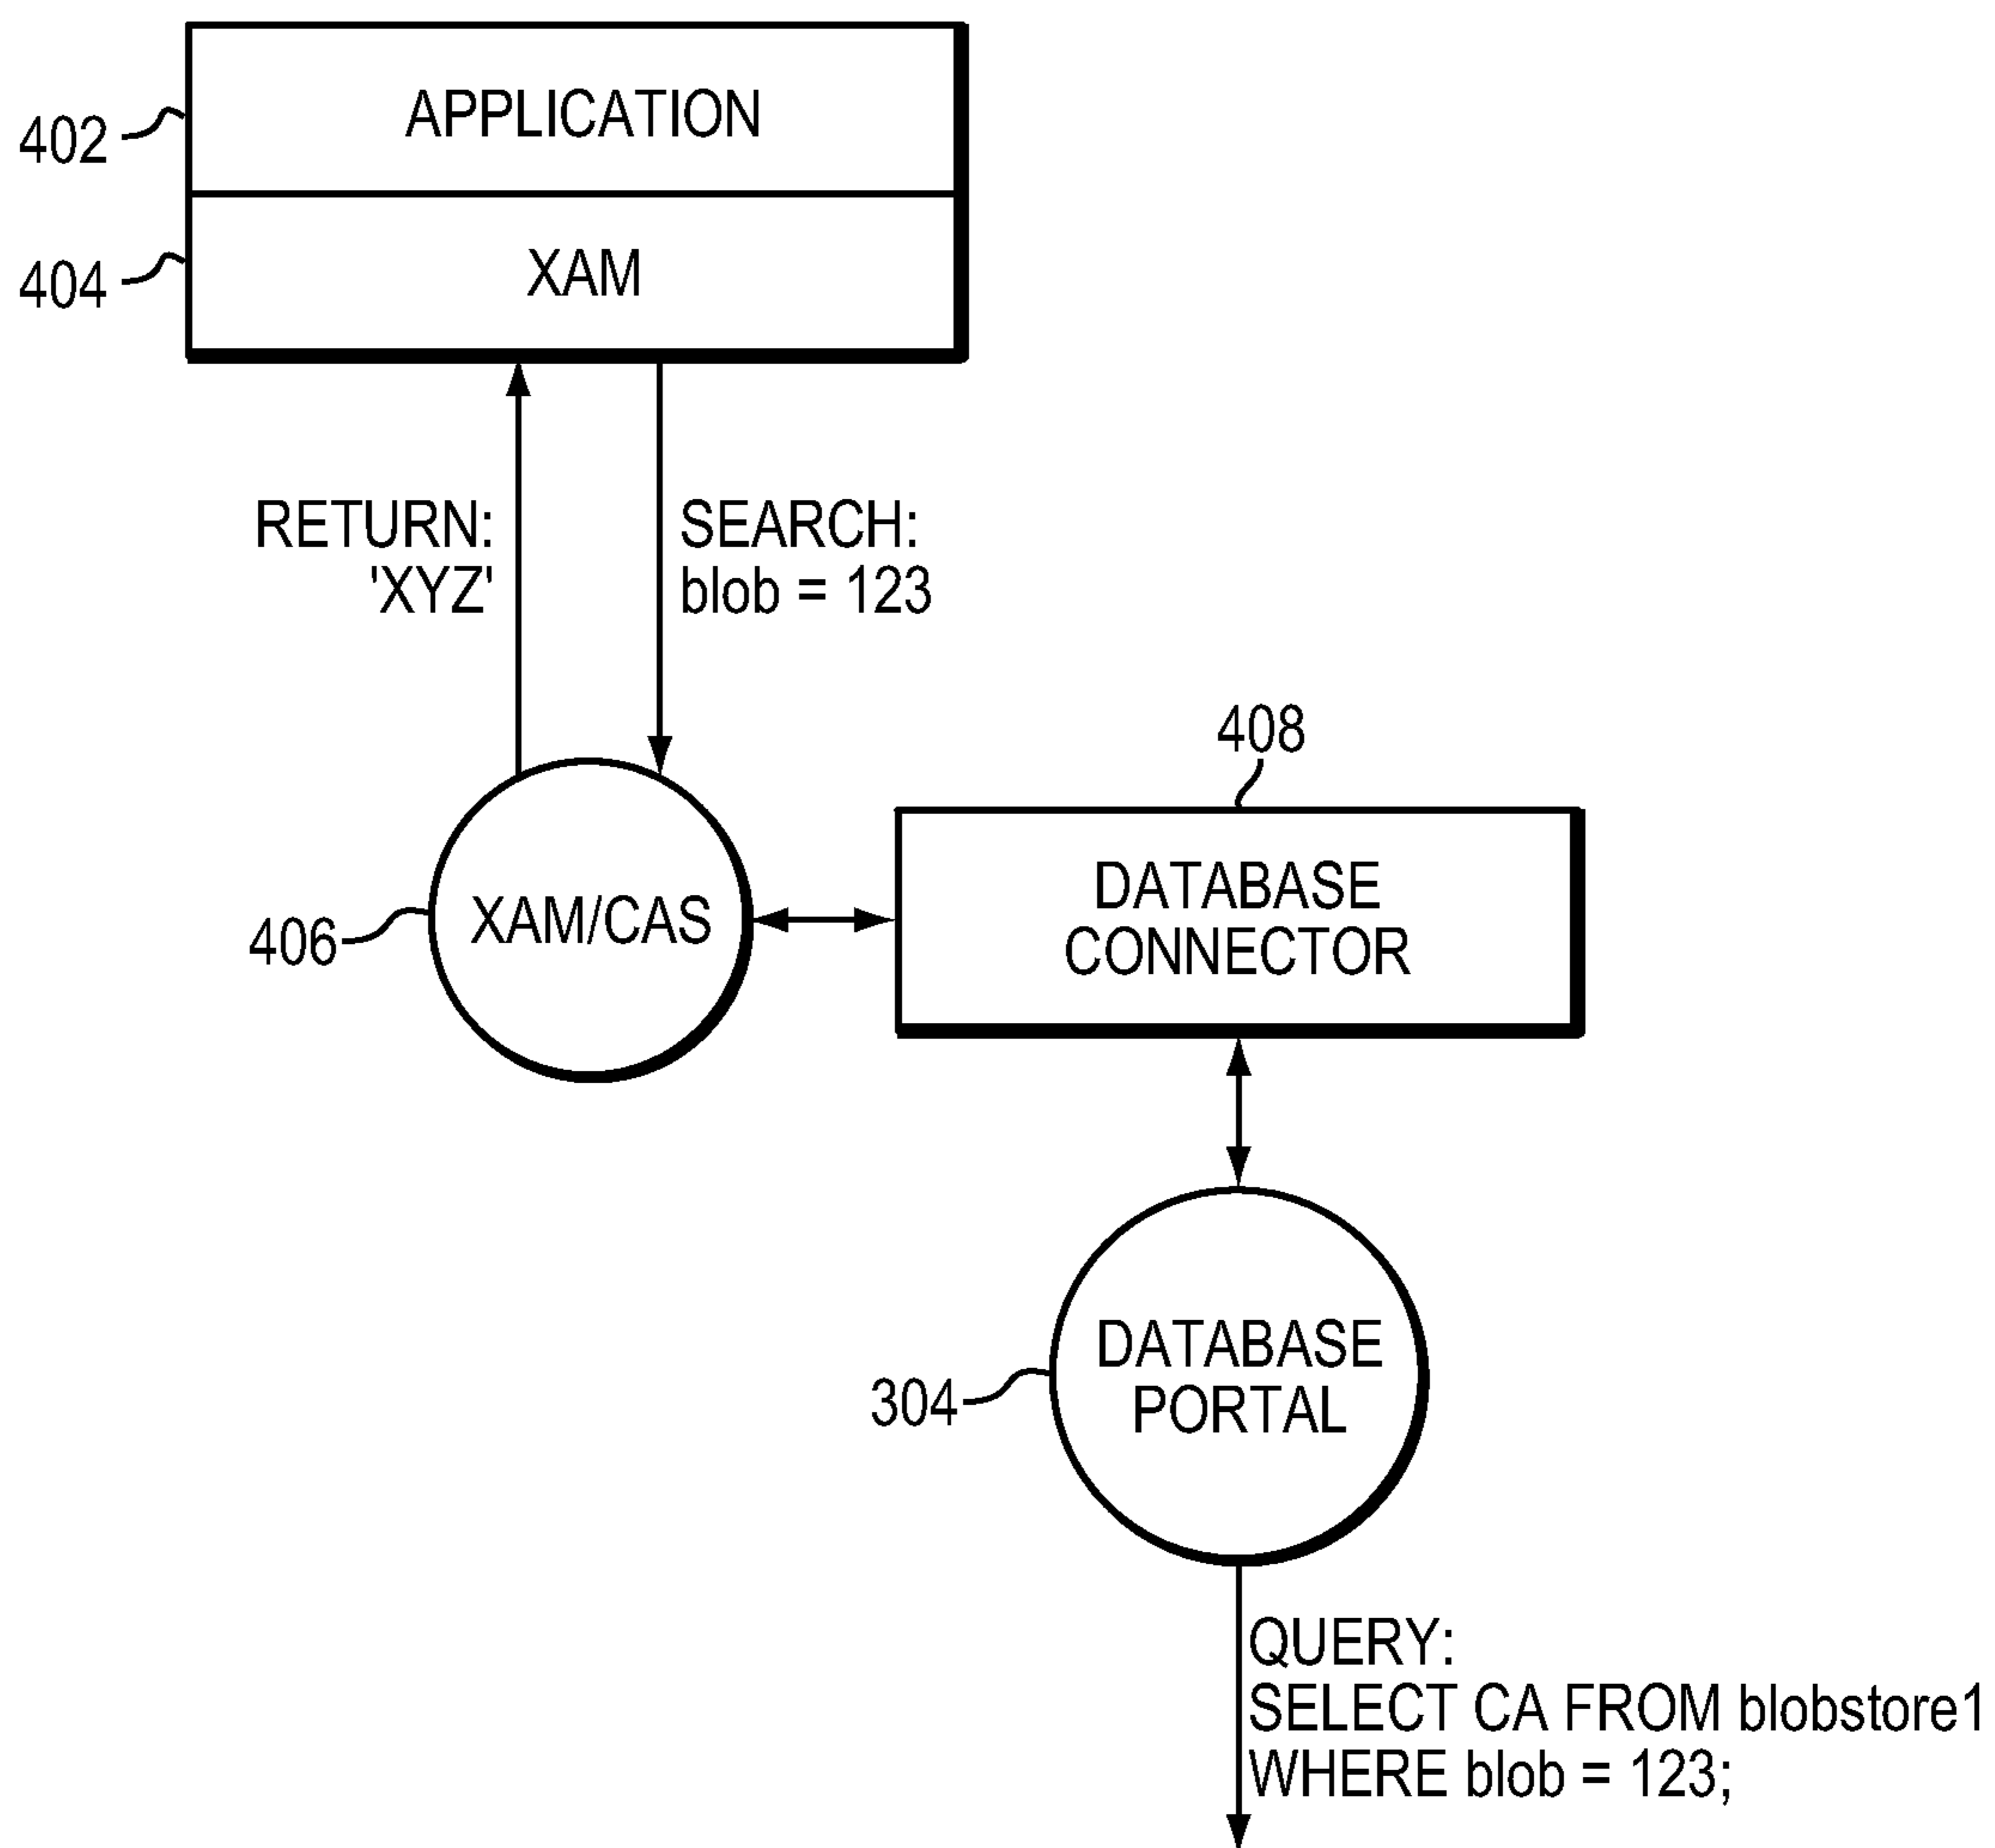 APPLICATION
402
XAM
404
RETURN:
'XYZ'
SEARCH:
blob = 123
408
DATABASE
CONNECTOR
XAM/CAS
406
DATABASE
PORTAL
304
QUERY:
SELECT CA FROM blobstore1
WHERE blob = 123;